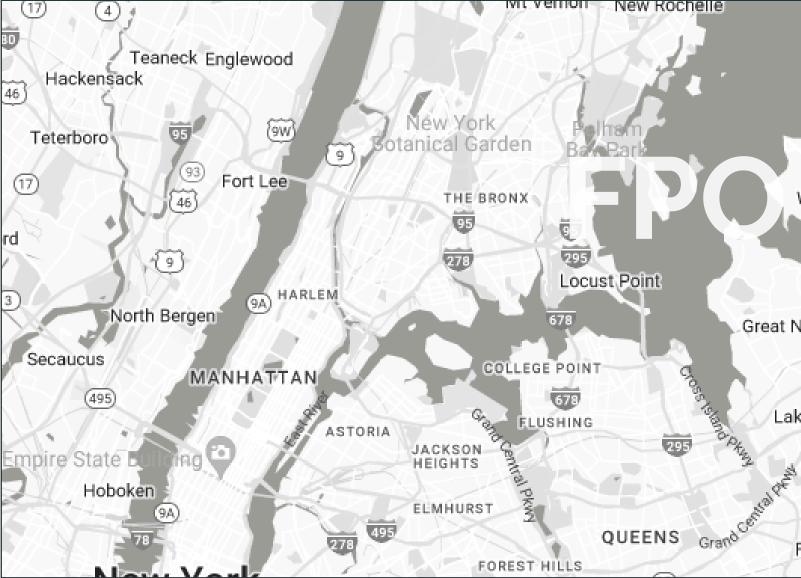 17
4
Mt Vernon
New Rochelle
80
Teaneck
Englewood
Hackensack
46
95
9W
New York
Botanical Garden
Pelham
Bay Park
Teterboro
9
FPO
93
17
Fort Lee
46
THE BRONX
95
rd
9
278
295
Locust Point
3
9A
HARLEM
North Bergen
678
Great N
Secaucus
MANHATTAN
COLLEGE POINT
495
678
Cross Island Pkwy
East River
ASTORIA
FLUSHING
Grand Central Pkwy
Lak
JACKSON
HEIGHTS
295
Empire State Building
Hoboken
9A
ELMHURST
Grand Central Pkwy
78
278
495
QUEENS
FOREST HILLS
New York